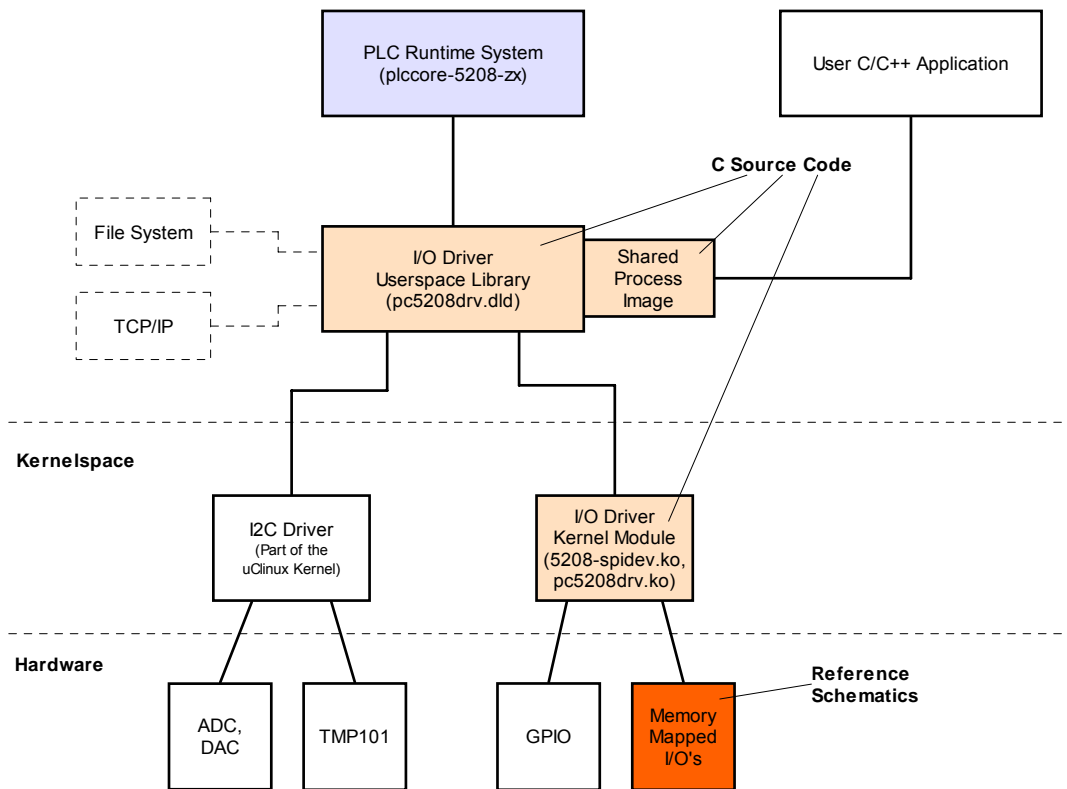 PLC Runtime System
(plccore-5208-zx)
User C/C++ Application
C Source Code
File System
I/O Driver
Userspace Library
(pc5208drv.dld)
Shared
Process
Image
TCP/IP
Kernelspace
I2C Driver
(Part of the
uClinux Kernel)
I/O Driver
Kernel Module
(5208-spidev.ko,
pc5208drv.ko)
Hardware
Reference
Schematics
ADC,
DAC
TMP101
GPIO
Memory
Mapped
I/O's